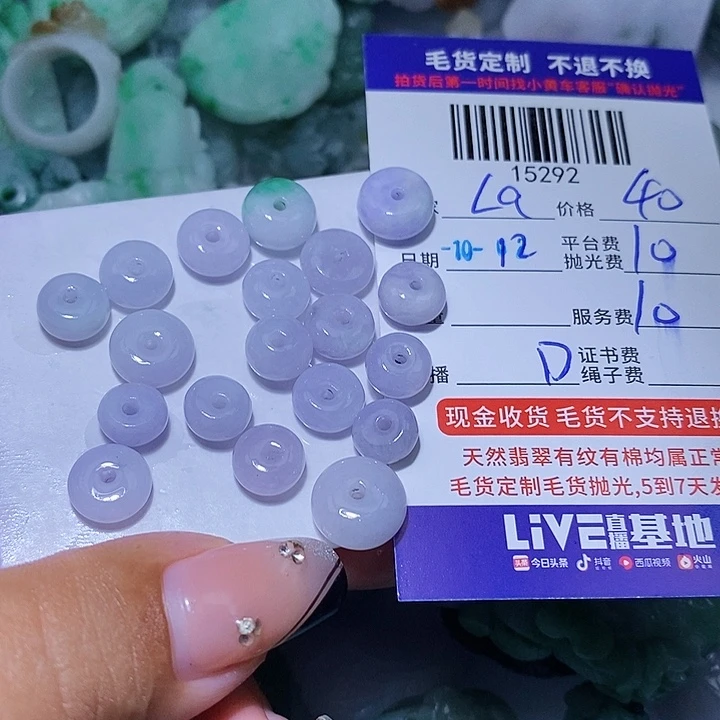 毛货定制 不退不换
拍货后第一时间找小黄车客服"确认抛光"
15292
La 价格 40
日期 -10-12 平台费 抛光费 10
服务费 10
播 D 证书费 绳子费
现金收货 毛货不支持退换
天然翡翠有纹有棉均属正常
毛货定制毛货抛光,5到7天发
LiVE直播基地
头条 今日头条 抖音 西瓜视频 火山